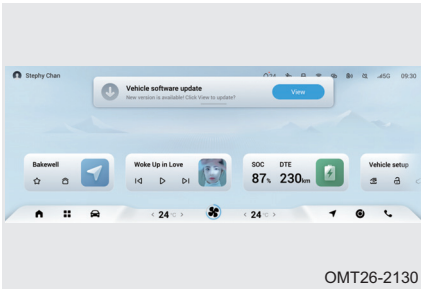 Stephy Chan
5G 09:30
Vehicle software update
New version is available! Click View to update?
View
Bakewell
Woke Up in Love
SOC
87%
DTE
230km
Vehicle setup
< 24 °C >
< 24 °C >
OMT26-2130